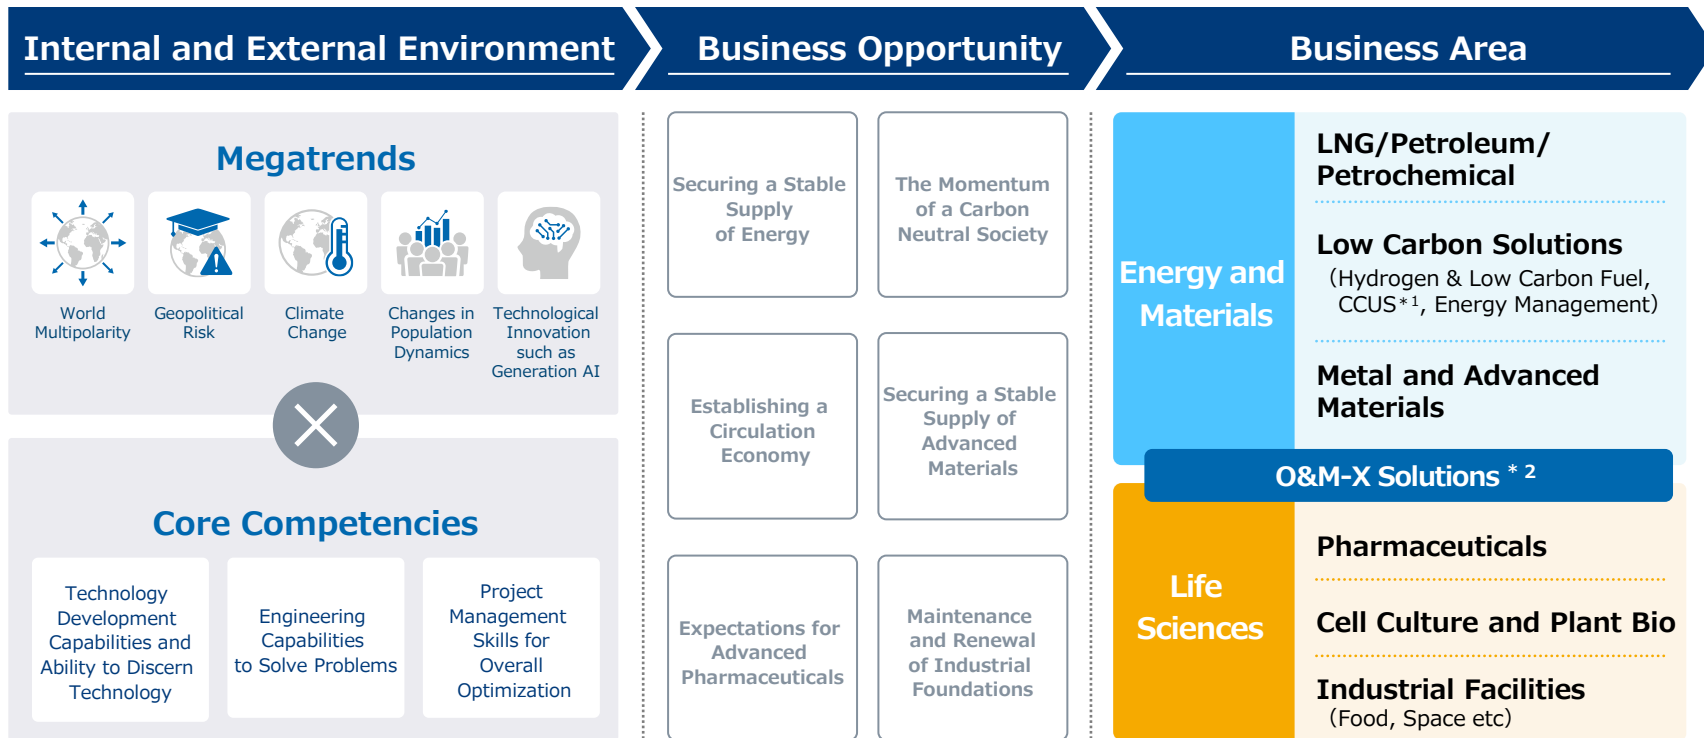 Internal and External Environment
Business Opportunity
Business Area
Megatrends
World
Multipolarity
Geopolitical
Risk
Climate
Change
Changes in
Population
Dynamics
Technological
Innovation
such as
Generation AI
Core Competencies
Technology
Development
Capabilities and
Ability to Discern
Technology
Engineering
Capabilities
to Solve Problems
Project
Management
Skills for
Overall
Optimization
Securing a Stable
Supply
of Energy
The Momentum
of a Carbon
Neutral Society
Establishing a
Circulation
Economy
Securing a Stable
Supply of
Advanced
Materials
Expectations for
Advanced
Pharmaceuticals
Maintenance
and Renewal
of Industrial
Foundations
Energy and
Materials
LNG/Petroleum/
Petrochemical
Low Carbon Solutions
（Hydrogen & Low Carbon Fuel,
CCUS*1, Energy Management）
Metal and Advanced
Materials
O&M-X Solutions *2
Life
Sciences
Pharmaceuticals
Cell Culture and Plant Bio
Industrial Facilities
（Food, Space etc）